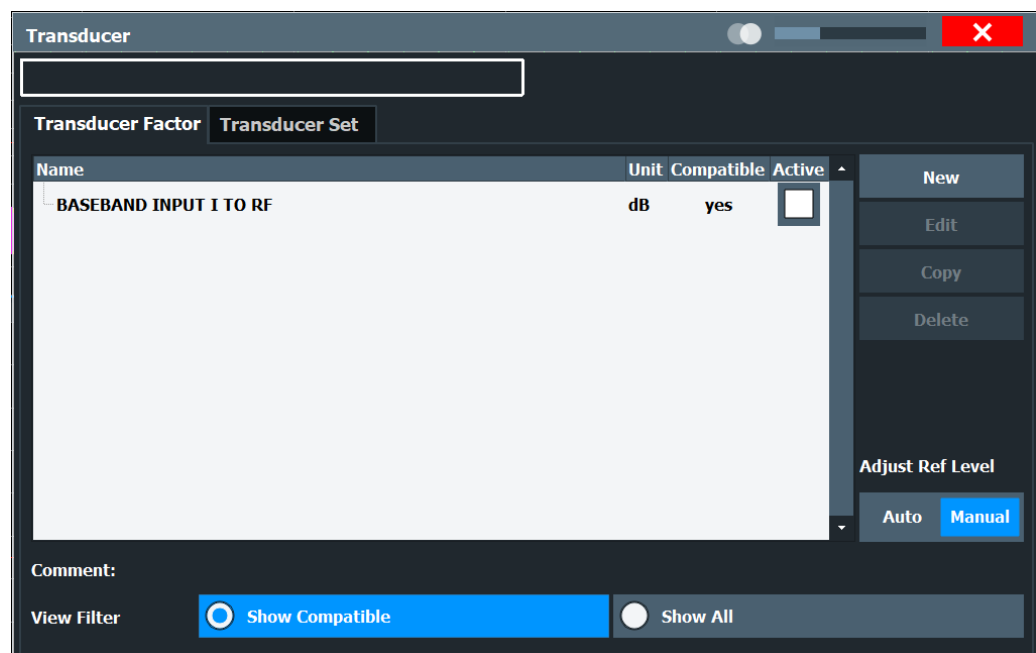 Transducer
Transducer Factor Transducer Set
Name Unit Compatible Active
BASEBAND INPUT I TO RF dB yes
New
Edit
Copy
Delete
Adjust Ref Level
Auto Manual
Comment:
View Filter Show Compatible Show All